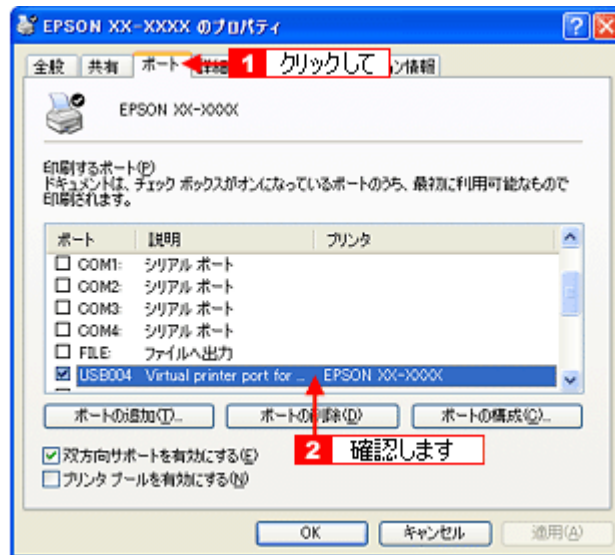 EPSON XX-XXXX のプロパティ
全般 共有 ポート 詳細 1 クリックして ン情報
EPSON XX-XXXX
印刷するポート(P)
ドキュメントは、チェック ボックスがオンになっているポートのうち、最初に利用可能なもので
印刷されます。
ポート 説明 プリンタ
COM1: シリアル ポート
COM2: シリアル ポート
COM3: シリアル ポート
COM4: シリアル ポート
FILE: ファイルへ出力
USB004 Virtual printer port for ... EPSON XX-XXXX
ポートの追加(T)... ポートの削除(D) ポートの構成(C)...
双方向サポートを有効にする(E) 2 確認します
プリンタ プールを有効にする(N)
OK キャンセル 適用(A)